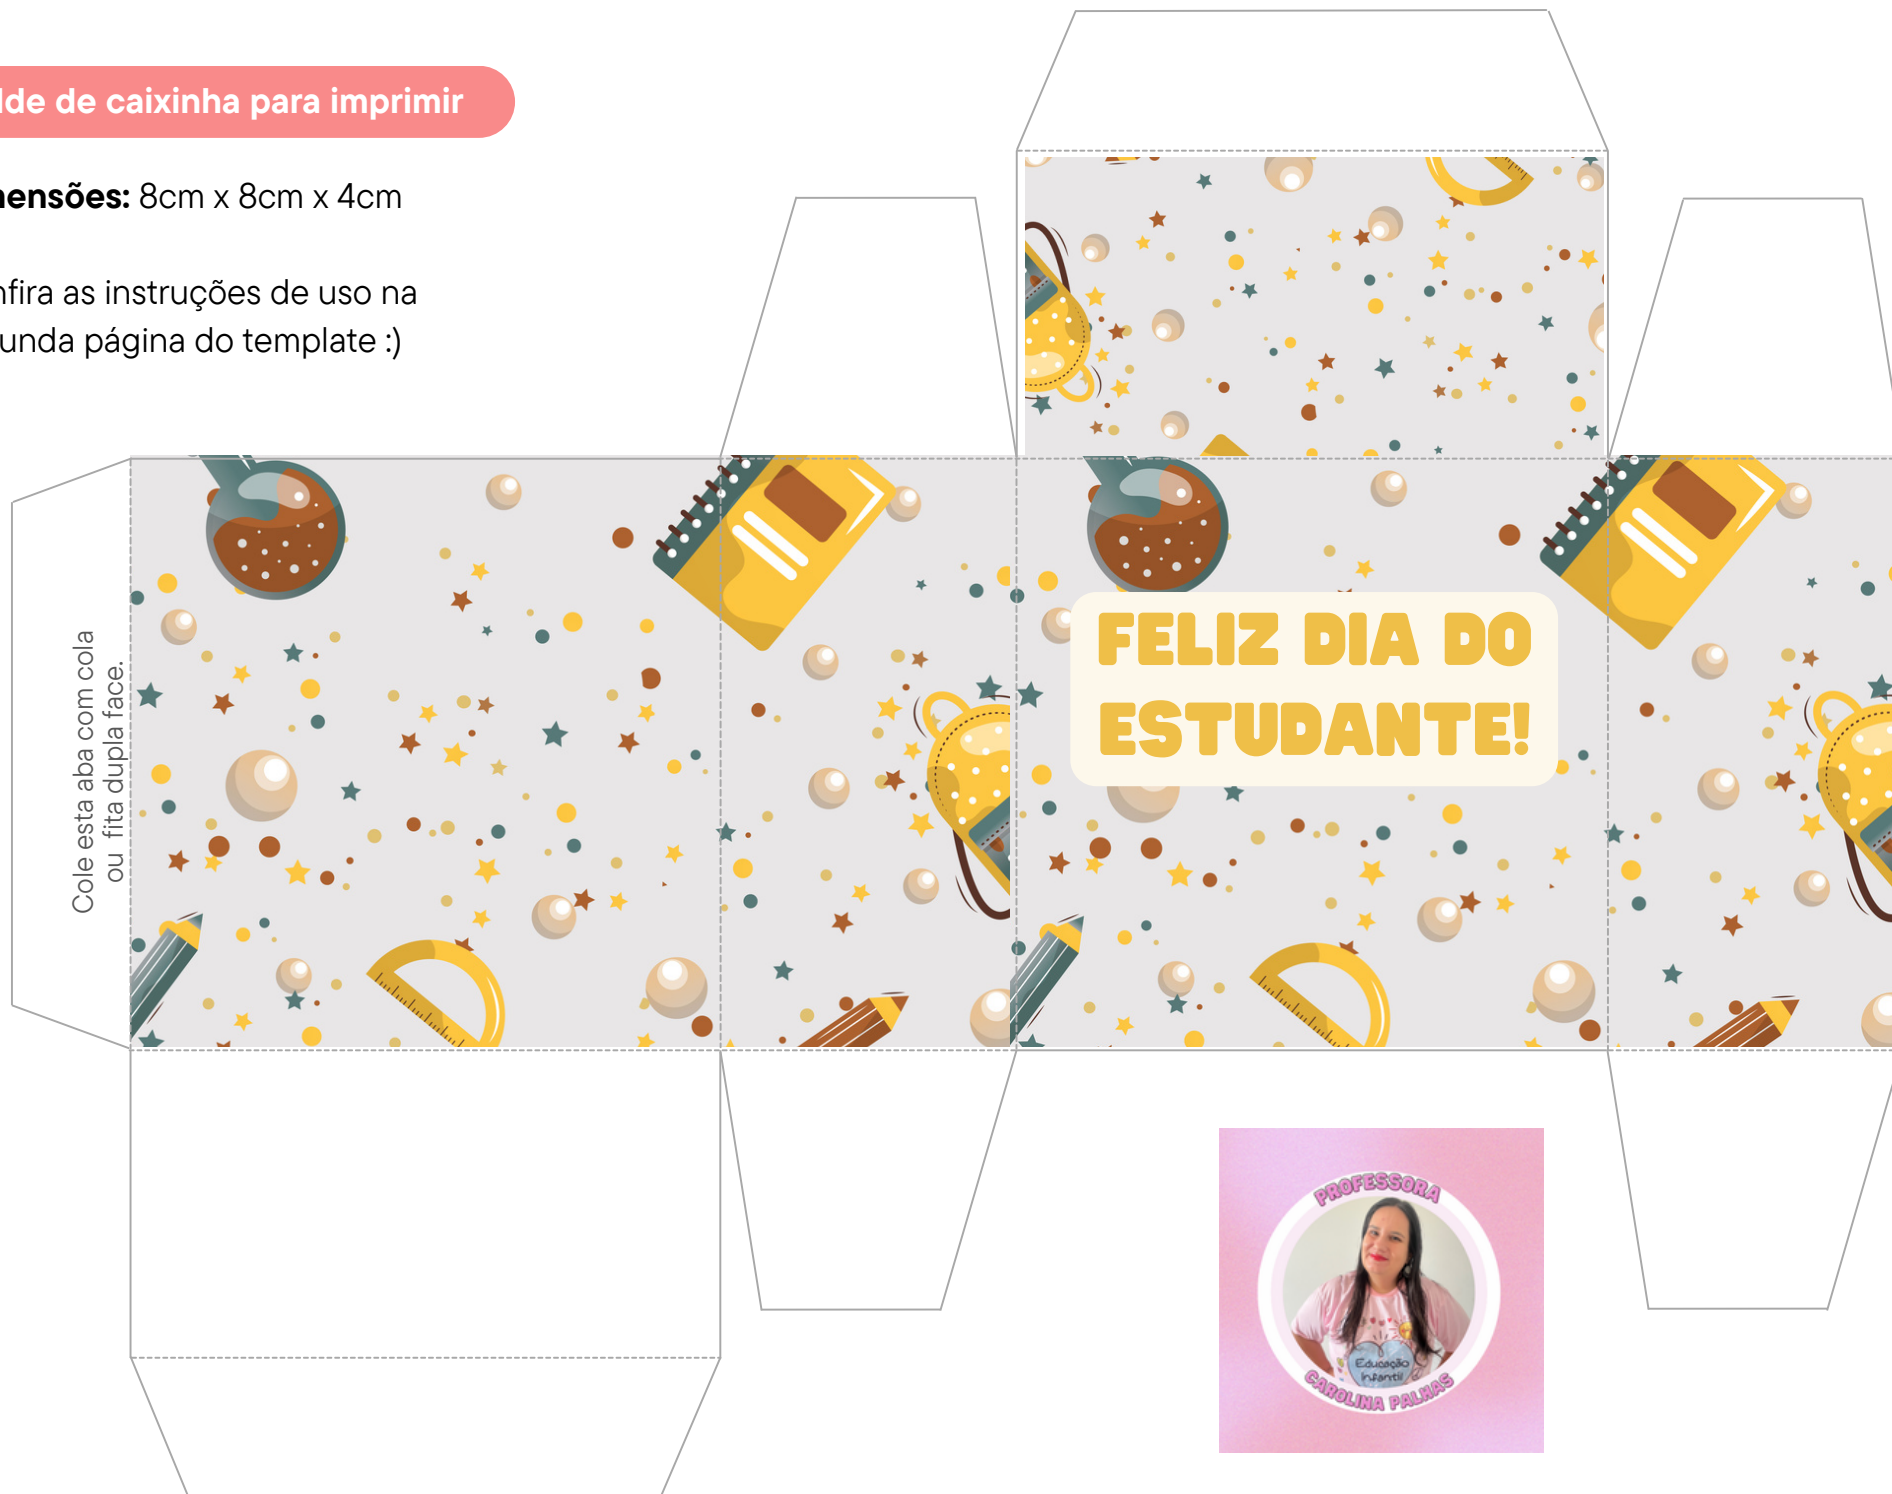 lde de caixinha para imprimir
mensões: 8cm x 8cm x 4cm
nfira as instruções de uso na
unda página do template :)
Cole esta aba com cola
ou fita dupla face.
FELIZ DIA DO
ESTUDANTE!
PROFESSORA
Educação
Infantil
CAROLINA PALHAS